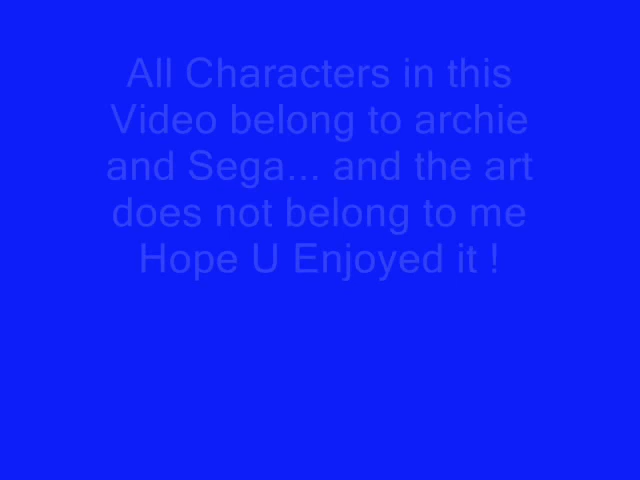 All Characters in this
Video belong to archie
and Sega... and the art
does not belong to me
Hope U Enjoyed it !